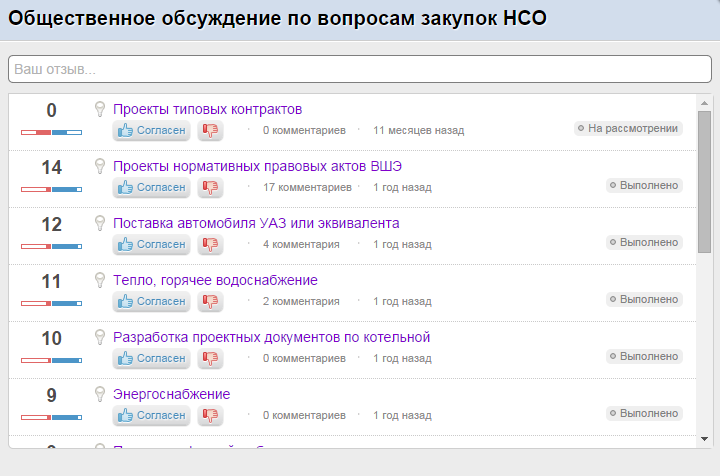 Общественное обсуждение по вопросам закупок НСО
Ваш отзыв...
0 Проекты типовых контрактов
Согласен · 0 комментариев · 11 месяцев назад На рассмотрении
14 Проекты нормативных правовых актов ВШЭ
Согласен · 17 комментариев · 1 год назад Выполнено
12 Поставка автомобиля УАЗ или эквивалента
Согласен · 4 комментария · 1 год назад Выполнено
11 Тепло, горячее водоснабжение
Согласен · 2 комментария · 1 год назад Выполнено
10 Разработка проектных документов по котельной
Согласен · 0 комментариев · 1 год назад Выполнено
9 Энергоснабжение
Согласен · 0 комментариев · 1 год назад Выполнено